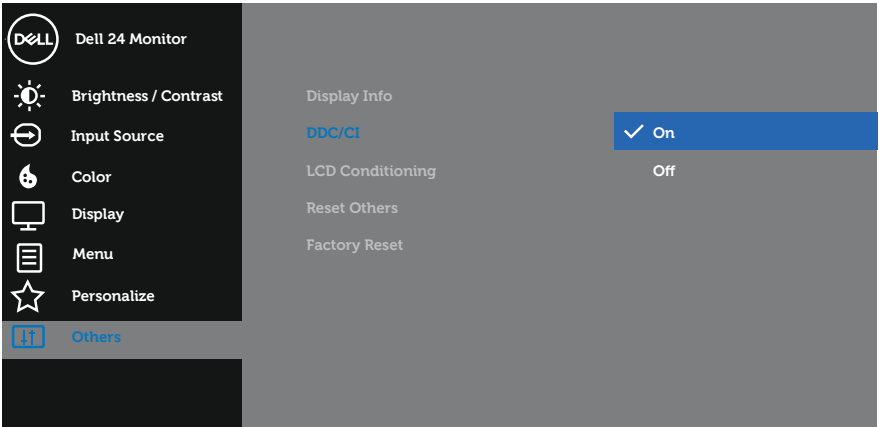 DELL
Dell 24 Monitor
Brightness / Contrast
Input Source
Color
Display
Menu
Personalize
Others
Display Info
DDC/CI
LCD Conditioning
Reset Others
Factory Reset
On
Off